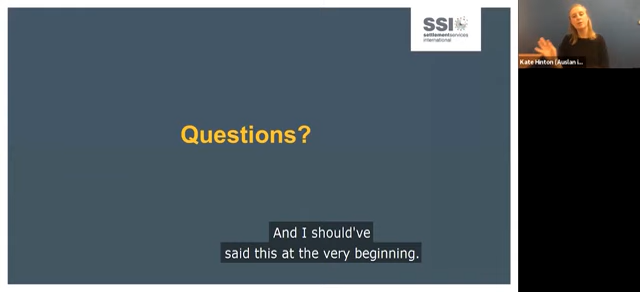 SSI
settlement services
international
Kate Hinton (Auslan i...
Questions?
And I should've
said this at the very beginning.